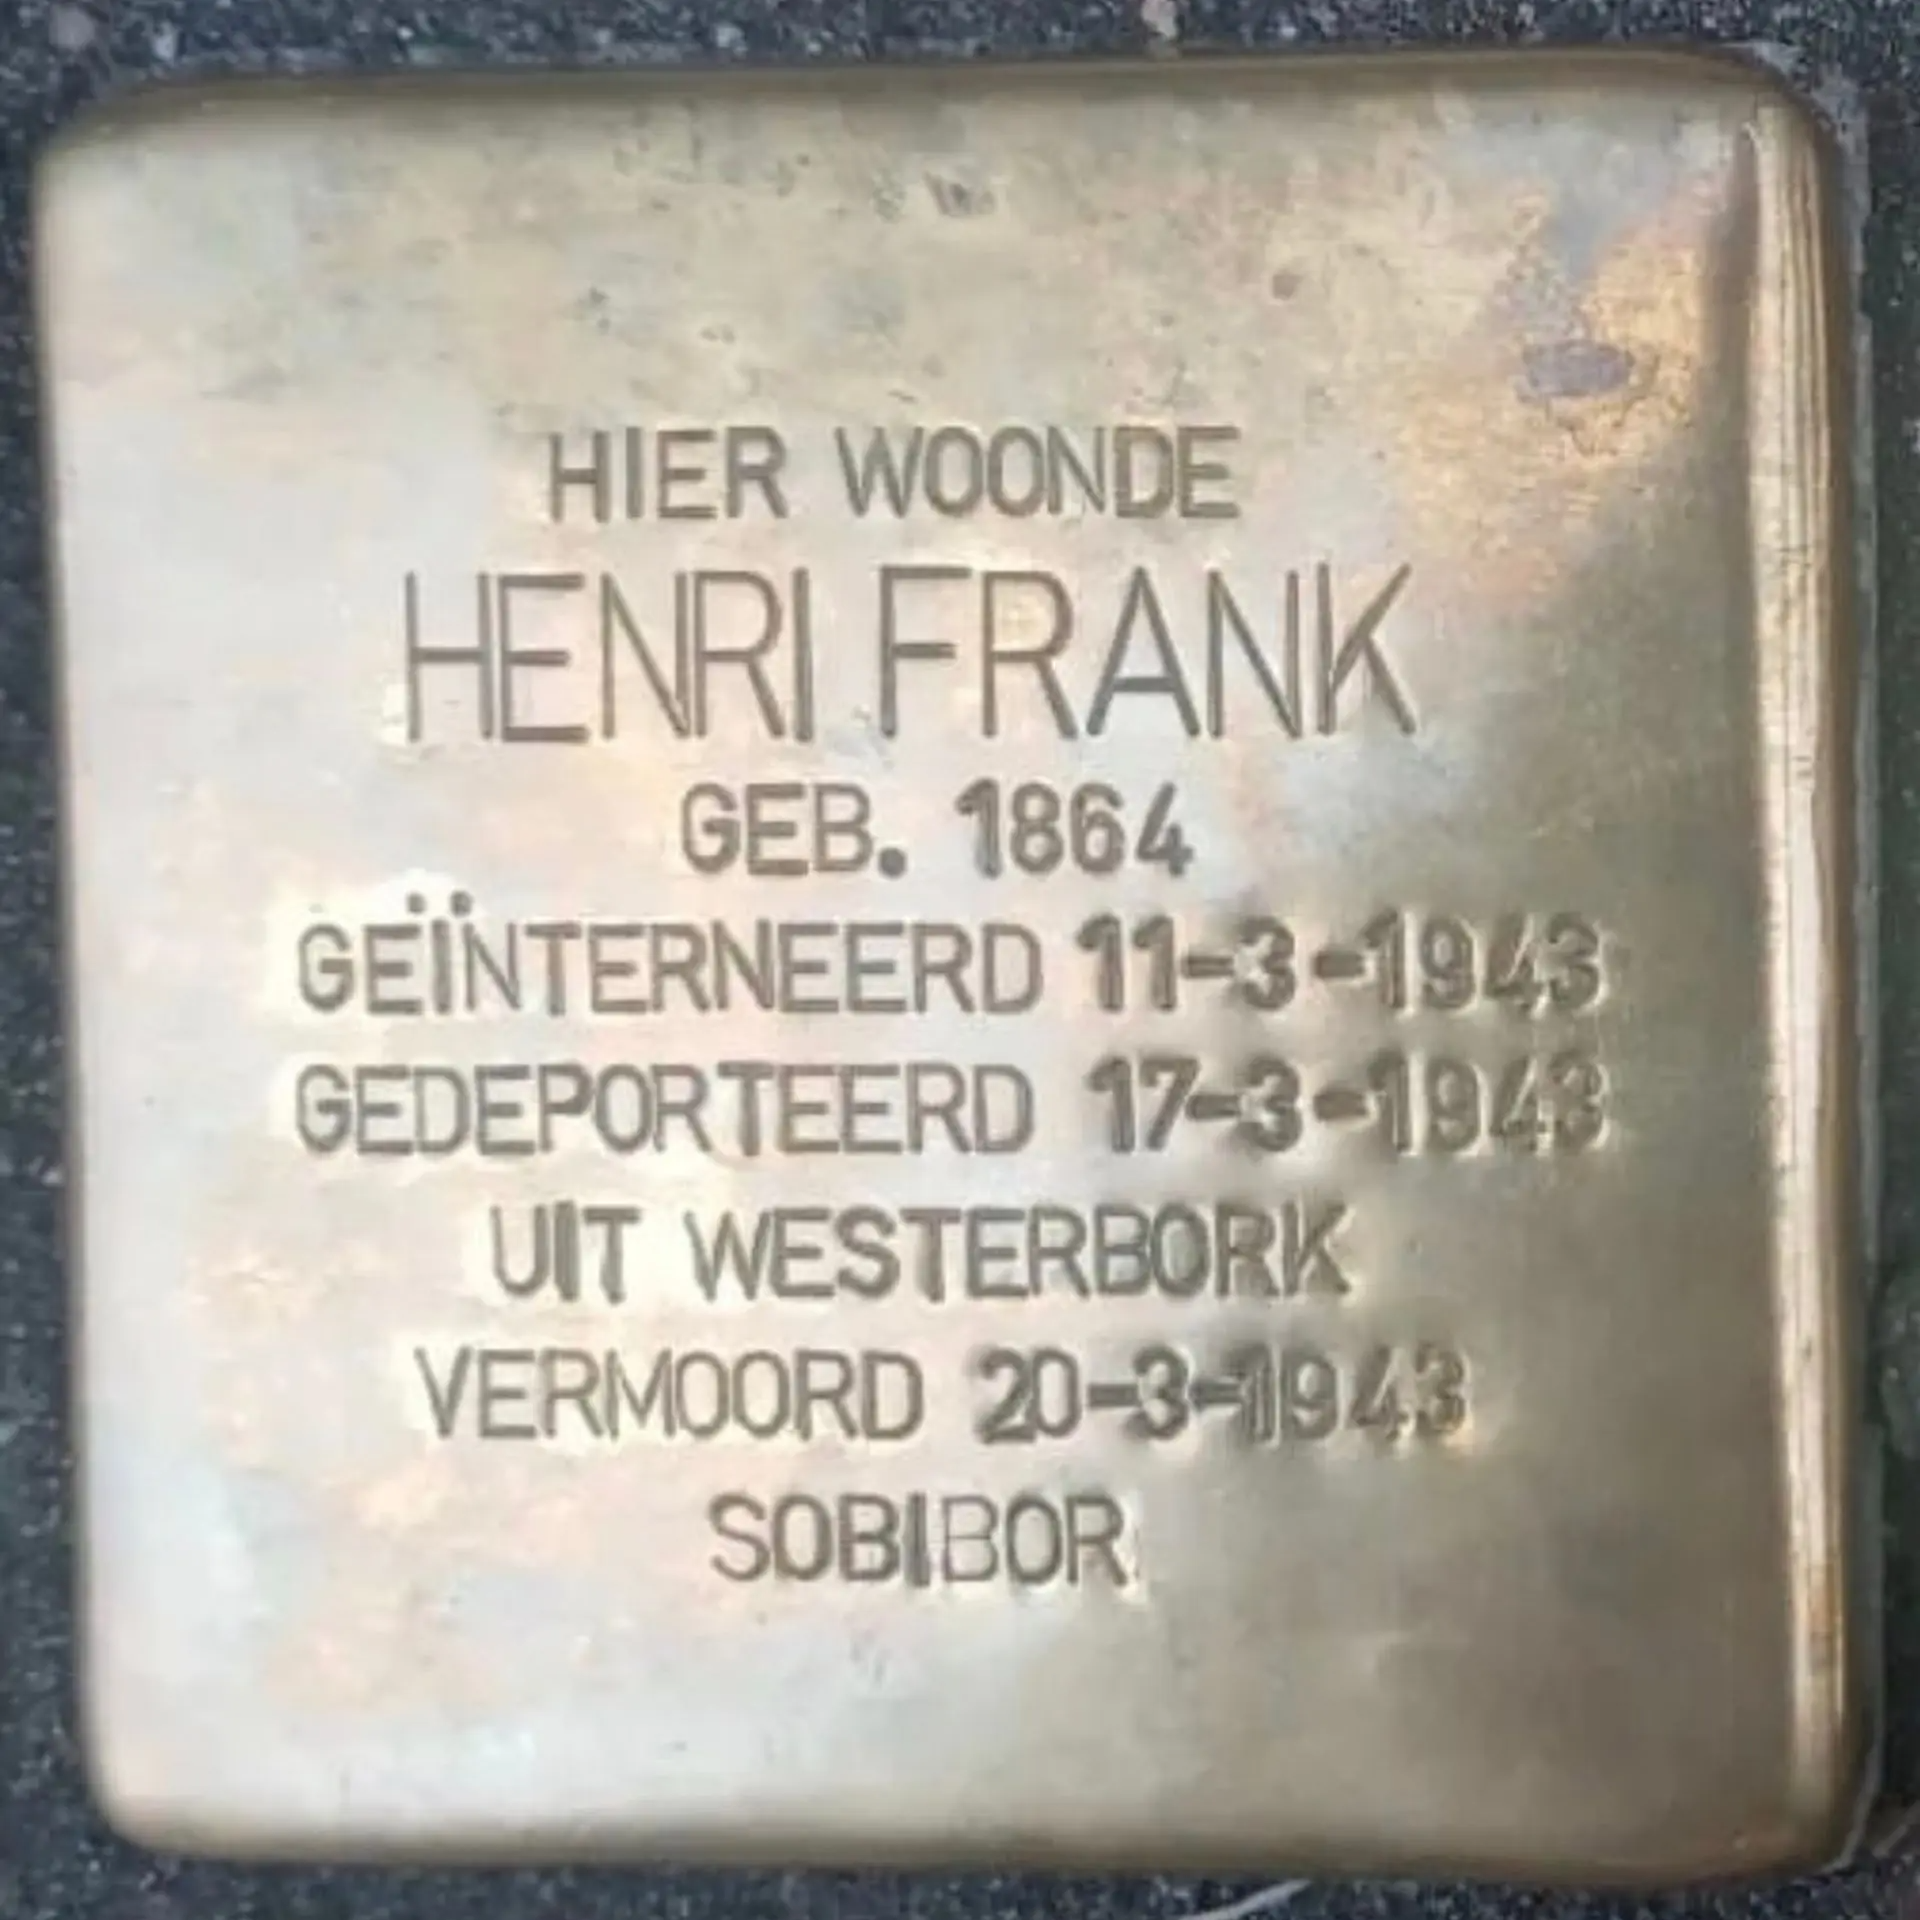 HIER WOONDE
HENRI FRANK
GEB. 1864
GEÏNTERNEERD 11-3-1943
GEDEPORTEERD 17-3-1943
UIT WESTERBORK
VERMOORD 20-3-1943
SOBIBOR